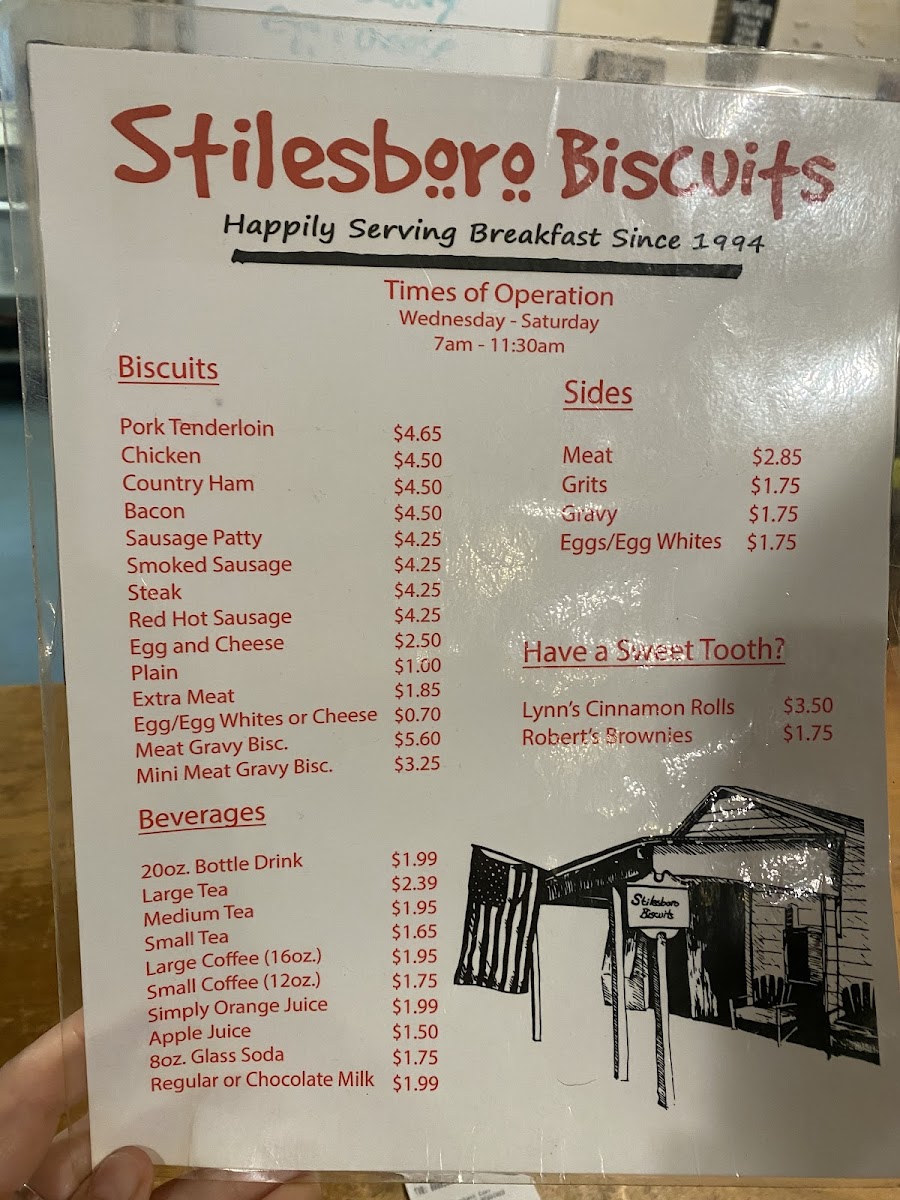 Stilesboro Biscuits
Happily Serving Breakfast Since 1994
Times of Operation
Wednesday - Saturday
7am - 11:30am
Biscuits
Pork Tenderloin $4.65
Chicken $4.50
Country Ham $4.50
Bacon $4.50
Sausage Patty $4.25
Smoked Sausage $4.25
Steak $4.25
Red Hot Sausage $4.25
Egg and Cheese $2.50
Plain $1.00
Extra Meat $1.85
Egg/Egg Whites or Cheese $0.70
Meat Gravy Bisc. $5.60
Mini Meat Gravy Bisc. $3.25
Beverages
20oz. Bottle Drink $1.99
Large Tea $2.39
Medium Tea $1.95
Small Tea $1.65
Large Coffee (16oz.) $1.95
Small Coffee (12oz.) $1.75
Simply Orange Juice $1.99
Apple Juice $1.50
8oz. Glass Soda $1.75
Regular or Chocolate Milk $1.99
Sides
Meat $2.85
Grits $1.75
Gravy $1.75
Eggs/Egg Whites $1.75
Have a Sweet Tooth?
Lynn's Cinnamon Rolls $3.50
Robert's Brownies $1.75
Stilesboro
Biscuits